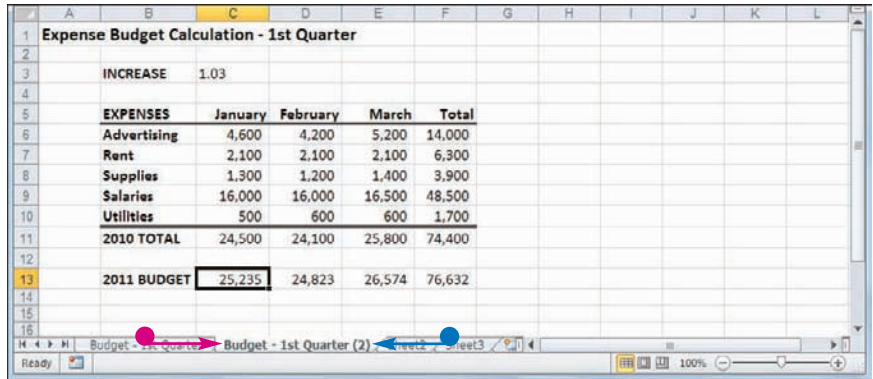 A B C D E F G H I J K L
1 Expense Budget Calculation - 1st Quarter
2
3 INCREASE 1.03
4
5 EXPENSES January February March Total
6 Advertising 4,600 4,200 5,200 14,000
7 Rent 2,100 2,100 2,100 6,300
8 Supplies 1,300 1,200 1,400 3,900
9 Salaries 16,000 16,000 16,500 48,500
10 Utilities 500 600 600 1,700
11 2010 TOTAL 24,500 24,100 25,800 74,400
12
13 2011 BUDGET 25,235 24,823 26,574 76,632
14
15
16
Budget - 1st Quarter Budget - 1st Quarter (2) Sheet2 Sheet3
Ready 100%